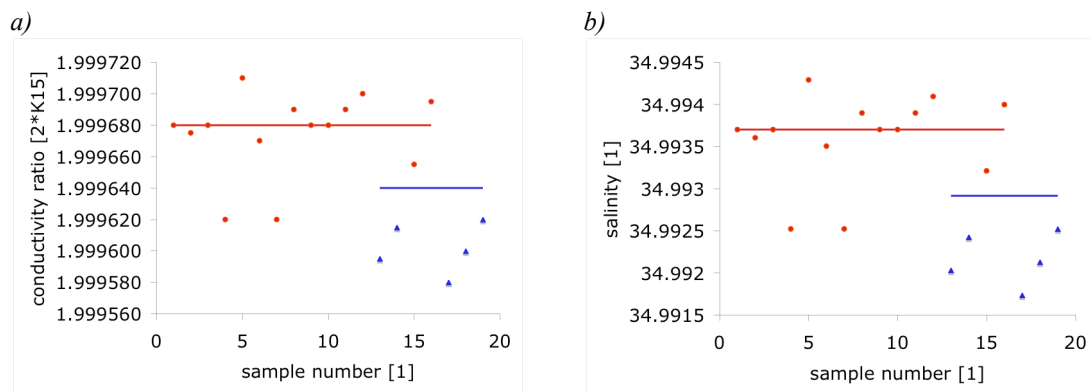 a)
b)
1.999720
1.999700
1.999680
1.999660
1.999640
1.999620
1.999600
1.999580
1.999560
conductivity ratio [2*K15]
0 5 10 15 20
sample number [1]
34.9945
34.994
34.9935
34.993
34.9925
34.992
34.9915
salinity [1]
0 5 10 15 20
sample number [1]